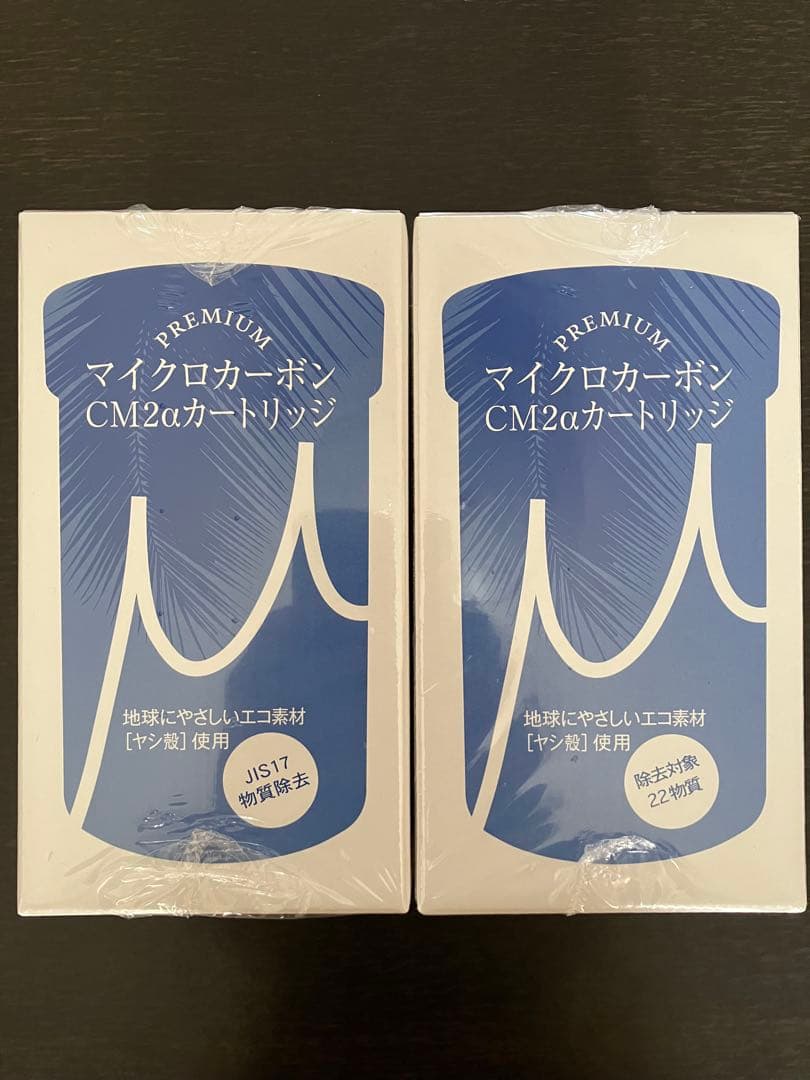 PREMIUM
マイクロカーボン
CM2αカートリッジ
μ
地球にやさしいエコ素材
[ヤシ殻]使用
JIS17
物質除去
PREMIUM
マイクロカーボン
CM2αカートリッジ
μ
地球にやさしいエコ素材
[ヤシ殻]使用
除去対象
22物質